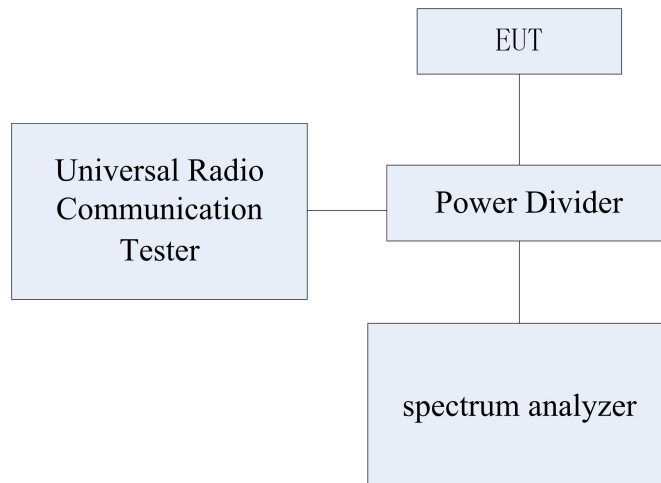 EUT
Universal Radio
Communication
Tester
Power Divider
spectrum analyzer